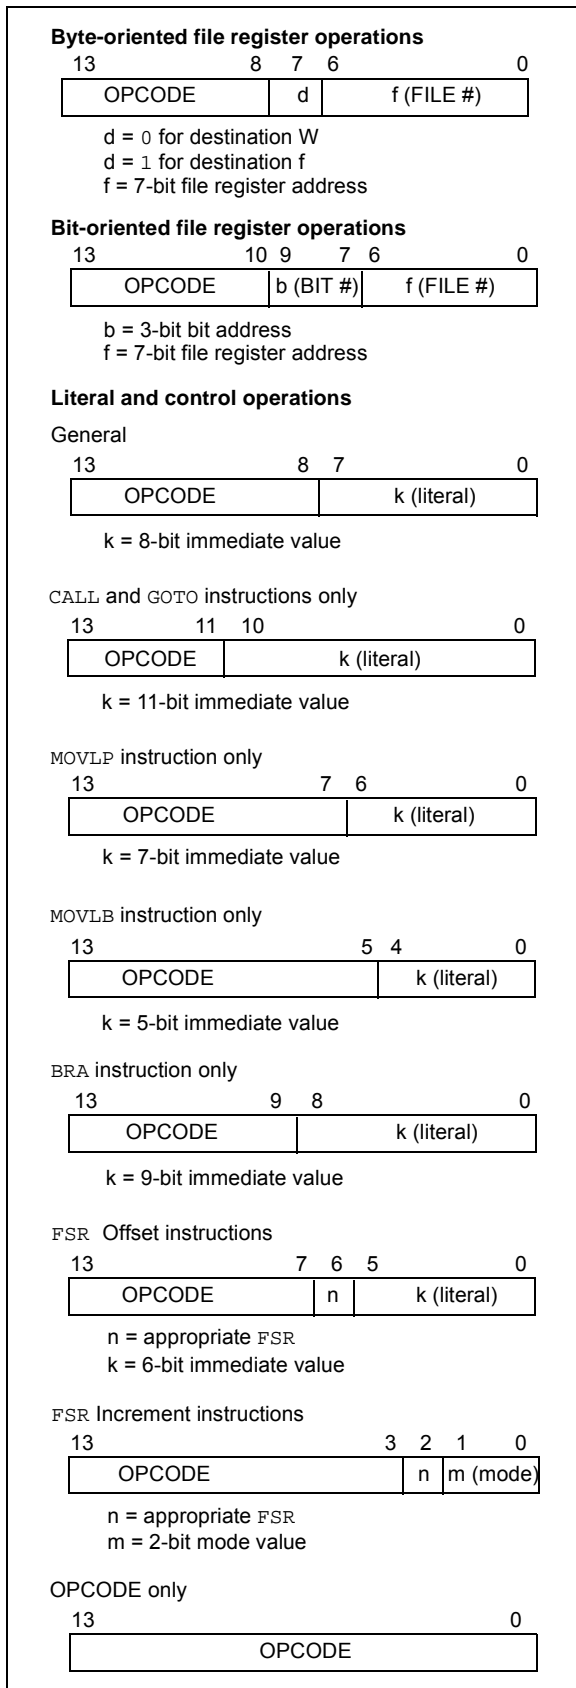 Byte-oriented file register operations
13 8 7 6 0
OPCODE d f (FILE #)
d = 0 for destination W
d = 1 for destination f
f = 7-bit file register address
Bit-oriented file register operations
13 10 9 7 6 0
OPCODE b (BIT #) f (FILE #)
b = 3-bit bit address
f = 7-bit file register address
Literal and control operations
General
13 8 7 0
OPCODE k (literal)
k = 8-bit immediate value
CALL and GOTO instructions only
13 11 10 0
OPCODE k (literal)
k = 11-bit immediate value
MOVLP instruction only
13 7 6 0
OPCODE k (literal)
k = 7-bit immediate value
MOVLB instruction only
13 5 4 0
OPCODE k (literal)
k = 5-bit immediate value
BRA instruction only
13 9 8 0
OPCODE k (literal)
k = 9-bit immediate value
FSR Offset instructions
13 7 6 5 0
OPCODE n k (literal)
n = appropriate FSR
k = 6-bit immediate value
FSR Increment instructions
13 3 2 1 0
OPCODE n m (mode)
n = appropriate FSR
m = 2-bit mode value
OPCODE only
13 0
OPCODE